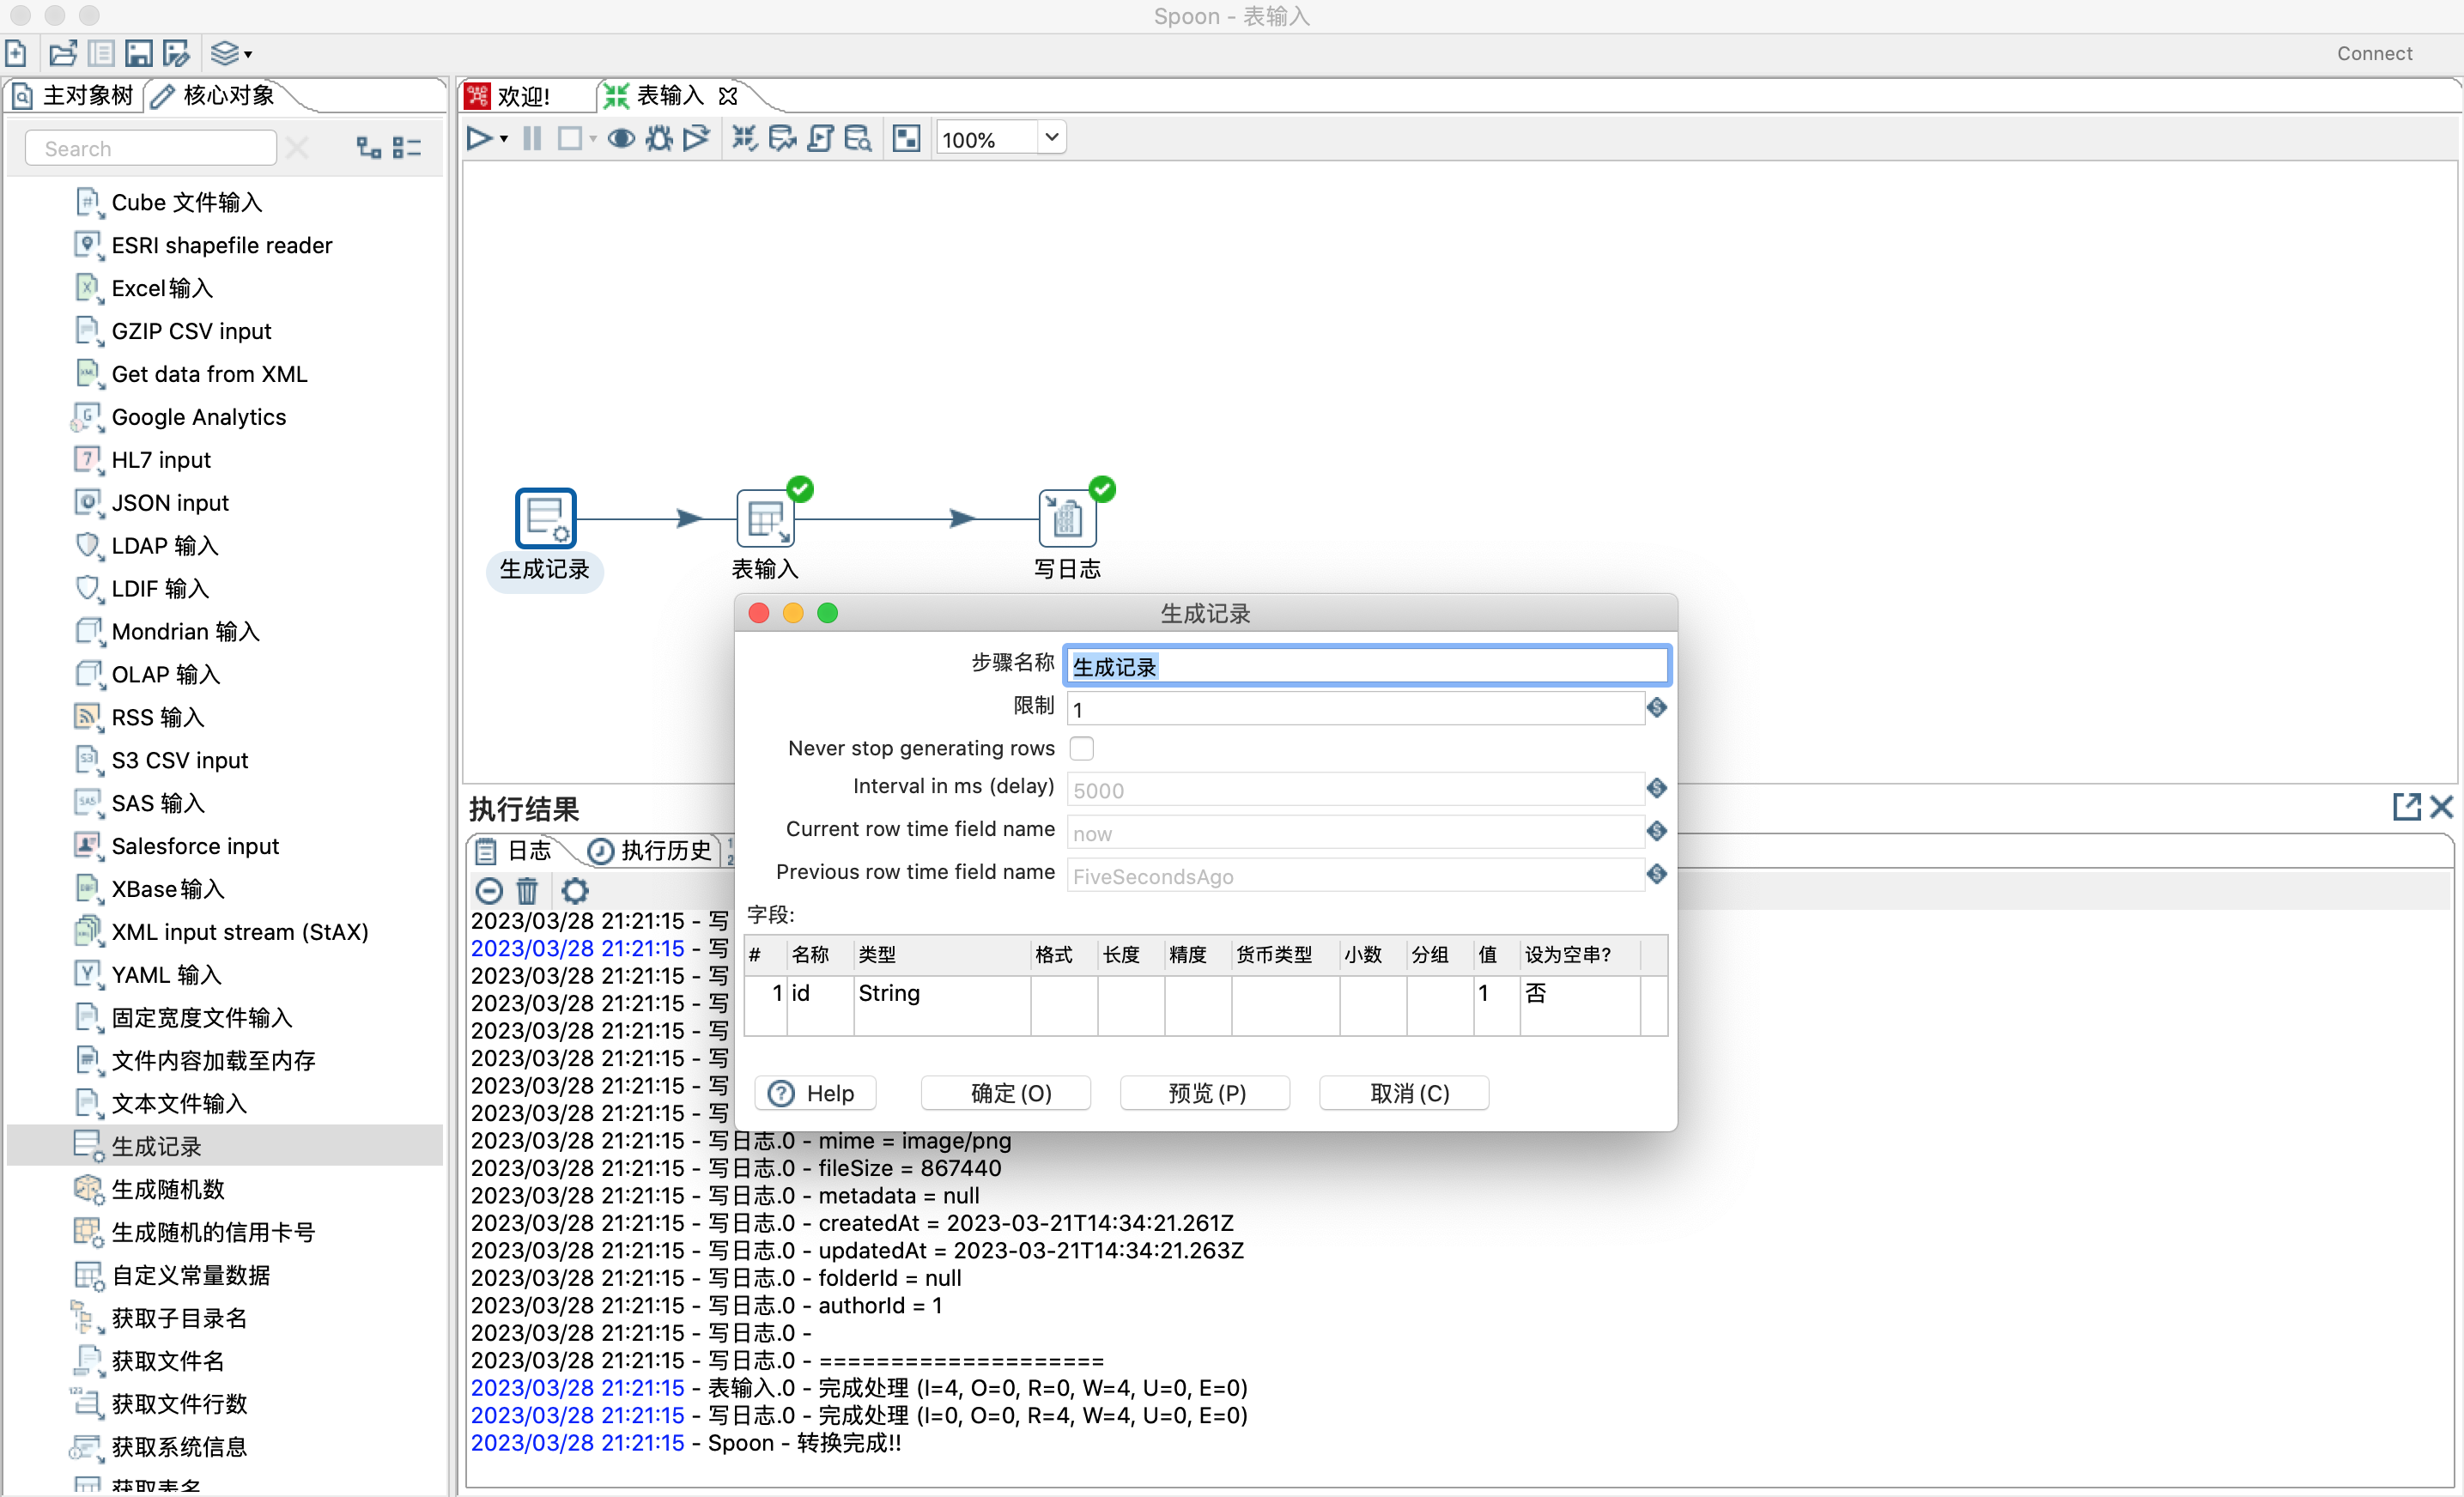 Spoon - 表输入
Connect
主对象树
核心对象
欢迎!
表输入
Search
100%
Cube 文件输入
ESRI shapefile reader
Excel输入
GZIP CSV input
Get data from XML
Google Analytics
HL7 input
JSON input
LDAP 输入
LDIF 输入
Mondrian 输入
OLAP 输入
RSS 输入
S3 CSV input
SAS 输入
Salesforce input
XBase输入
XML input stream (StAX)
YAML 输入
固定宽度文件输入
文件内容加载至内存
文本文件输入
生成记录
生成随机数
生成随机的信用卡号
自定义常量数据
获取子目录名
获取文件名
获取文件行数
获取系统信息
获取表名
生成记录
表输入
写日志
生成记录
步骤名称 生成记录
限制 1
Never stop generating rows
Interval in ms (delay) 5000
Current row time field name now
Previous row time field name FiveSecondsAgo
字段:
# 名称 类型 格式 长度 精度 货币类型 小数 分组 值 设为空串?
1 id String 1 否
Help 确定(O) 预览(P) 取消(C)
执行结果
日志
执行历史
2023/03/28 21:21:15 - 写
2023/03/28 21:21:15 - 写
2023/03/28 21:21:15 - 写
2023/03/28 21:21:15 - 写
2023/03/28 21:21:15 - 写
2023/03/28 21:21:15 - 写
2023/03/28 21:21:15 - 写
2023/03/28 21:21:15 - 写
2023/03/28 21:21:15 - 写日志.0 - mime = image/png
2023/03/28 21:21:15 - 写日志.0 - fileSize = 867440
2023/03/28 21:21:15 - 写日志.0 - metadata = null
2023/03/28 21:21:15 - 写日志.0 - createdAt = 2023-03-21T14:34:21.261Z
2023/03/28 21:21:15 - 写日志.0 - updatedAt = 2023-03-21T14:34:21.263Z
2023/03/28 21:21:15 - 写日志.0 - folderId = null
2023/03/28 21:21:15 - 写日志.0 - authorId = 1
2023/03/28 21:21:15 - 写日志.0 -
2023/03/28 21:21:15 - 写日志.0 - ====================
2023/03/28 21:21:15 - 表输入.0 - 完成处理 (I=4, O=0, R=0, W=4, U=0, E=0)
2023/03/28 21:21:15 - 写日志.0 - 完成处理 (I=0, O=0, R=4, W=4, U=0, E=0)
2023/03/28 21:21:15 - Spoon - 转换完成!!